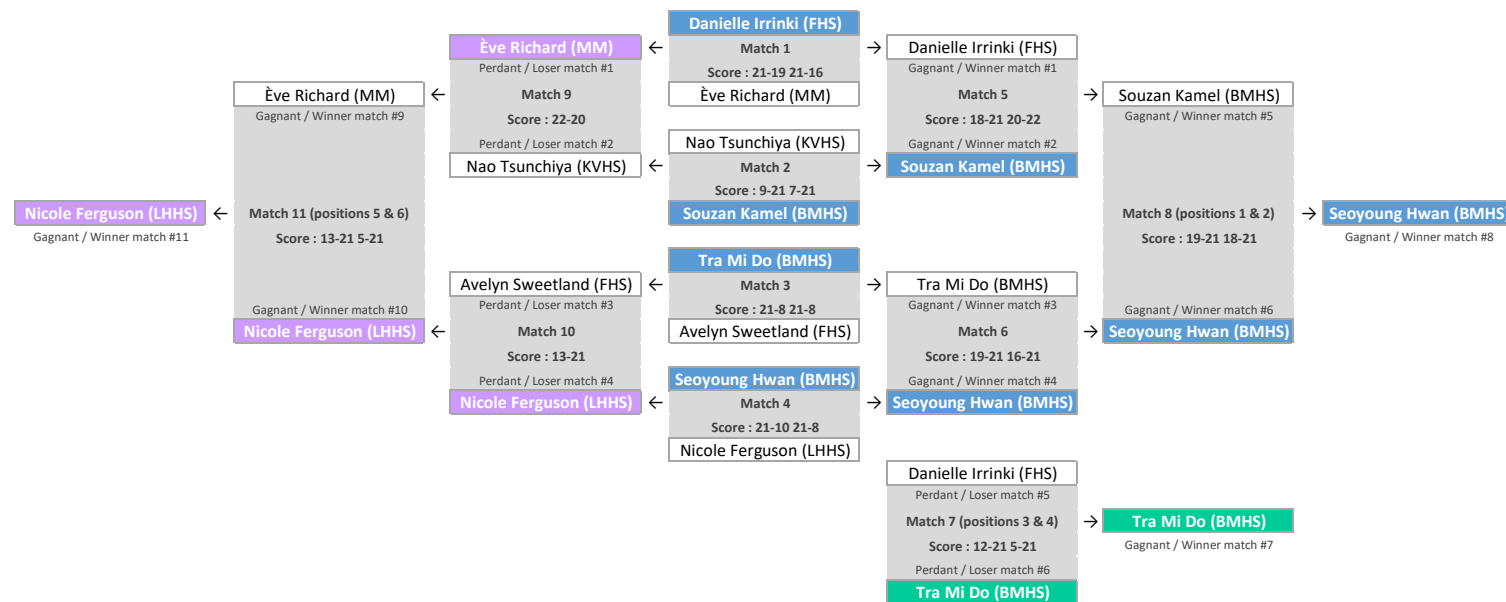 Danielle Irrinki (FHS)
Ève Richard (MM) ← Match 1 → Danielle Irrinki (FHS)
Perdant / Loser match #1 Score : 21-19 21-16 Gagnant / Winner match #1
Ève Richard (MM) ← Match 9 Ève Richard (MM) Match 5 → Souzan Kamel (BMHS)
Gagnant / Winner match #9 Score : 22-20 Score : 18-21 20-22 Gagnant / Winner match #5
Perdant / Loser match #2 Nao Tsunchiya (KVHS) Gagnant / Winner match #2
Nao Tsunchiya (KVHS) ← Match 2 → Souzan Kamel (BMHS)
Score : 9-21 7-21
Nicole Ferguson (LHHS) ← Match 11 (positions 5 & 6) Souzan Kamel (BMHS) Match 8 (positions 1 & 2) → Seoyoung Hwan (BMHS)
Gagnant / Winner match #11 Score : 13-21 5-21 Score : 19-21 18-21 Gagnant / Winner match #8
Tra Mi Do (BMHS)
Avelyn Sweetland (FHS) ← Match 3 → Tra Mi Do (BMHS)
Gagnant / Winner match #10 Perdant / Loser match #3 Score : 21-8 21-8 Gagnant / Winner match #3 Gagnant / Winner match #6
Nicole Ferguson (LHHS) ← Match 10 Avelyn Sweetland (FHS) Match 6 → Seoyoung Hwan (BMHS)
Score : 13-21 Score : 19-21 16-21
Perdant / Loser match #4 Seoyoung Hwan (BMHS) Gagnant / Winner match #4
Nicole Ferguson (LHHS) ← Match 4 → Seoyoung Hwan (BMHS)
Score : 21-10 21-8
Nicole Ferguson (LHHS)
Danielle Irrinki (FHS)
Perdant / Loser match #5
Match 7 (positions 3 & 4) → Tra Mi Do (BMHS)
Score : 12-21 5-21 Gagnant / Winner match #7
Perdant / Loser match #6
Tra Mi Do (BMHS)